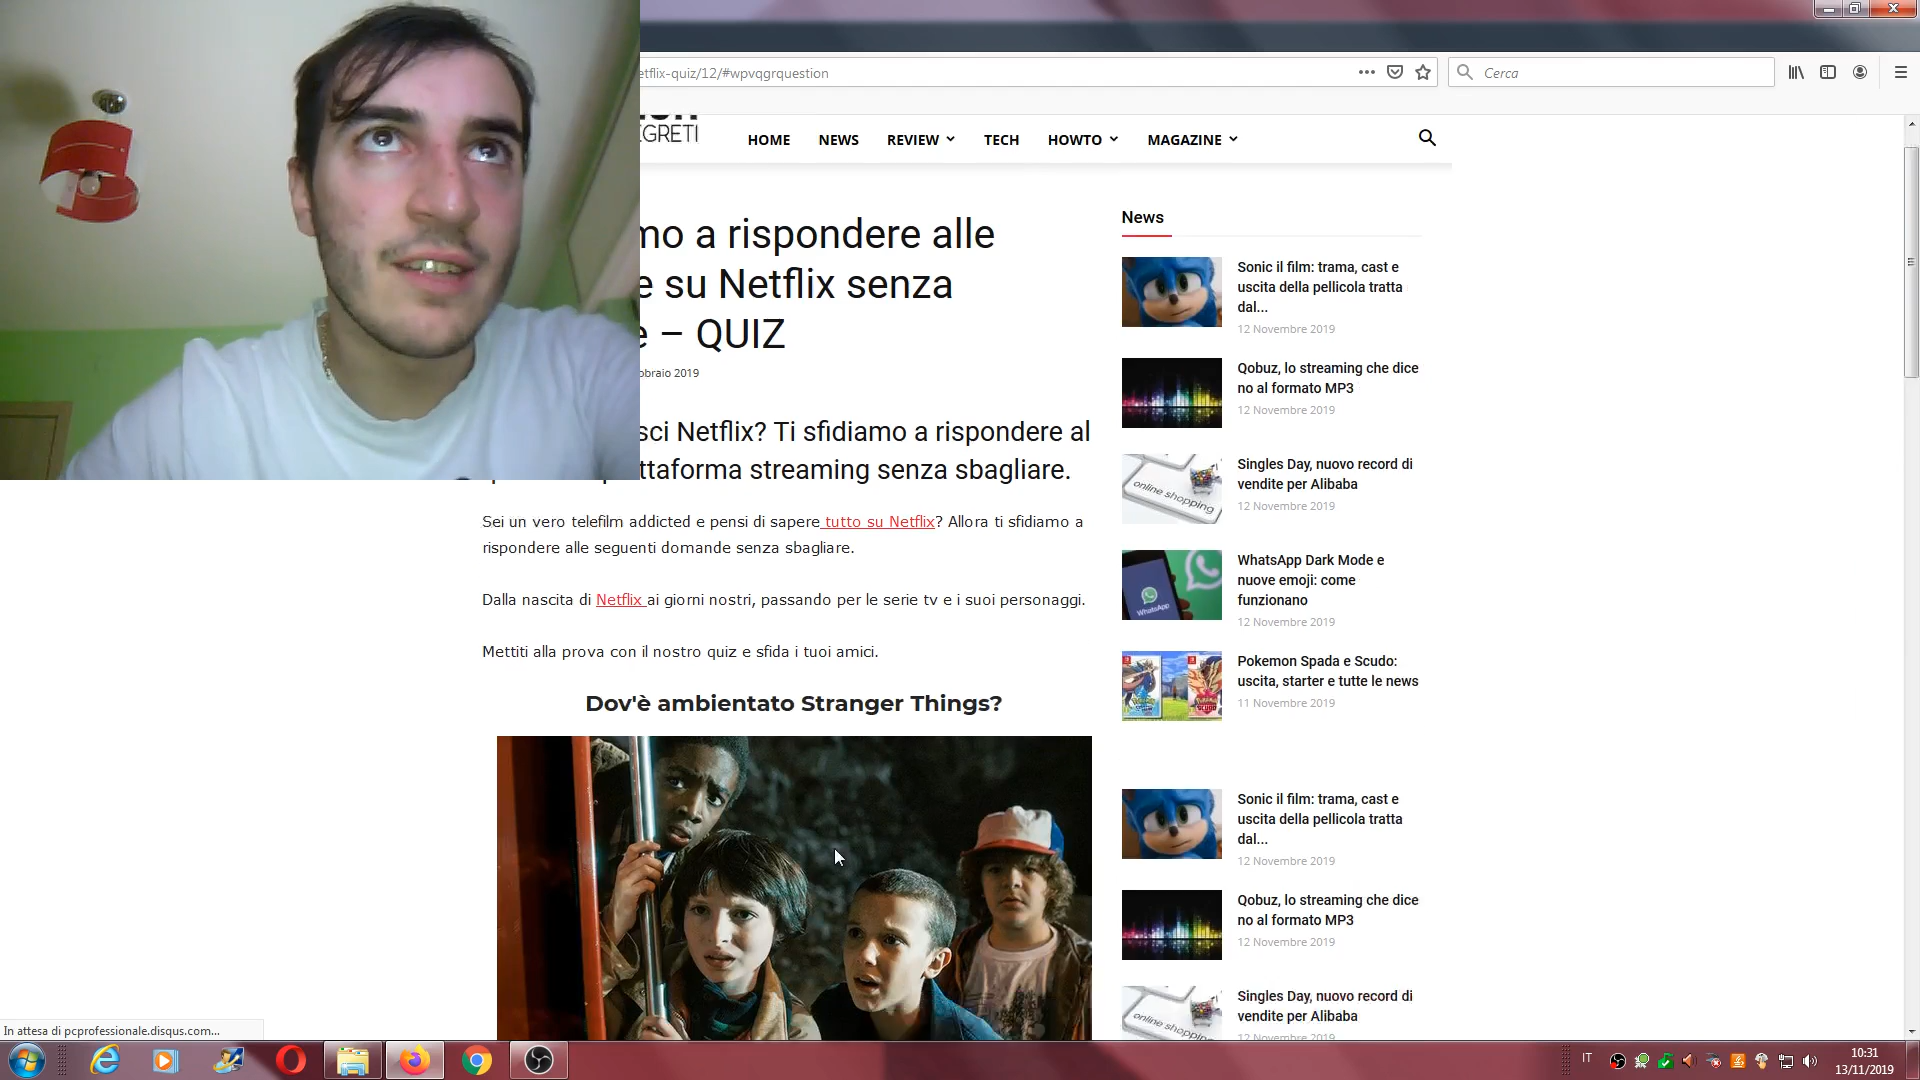 etflix-quiz/12/#wpvqgrquestion
Cerca
EGRETI
HOME NEWS REVIEW TECH HOWTO MAGAZINE
mo a rispondere alle
e su Netflix senza
– QUIZ
bbraio 2019
sci Netflix? Ti sfidiamo a rispondere al
ttaforma streaming senza sbagliare.
Sei un vero telefilm addicted e pensi di sapere tutto su Netflix? Allora ti sfidiamo a
rispondere alle seguenti domande senza sbagliare.
Dalla nascita di Netflix ai giorni nostri, passando per le serie tv e i suoi personaggi.
Mettiti alla prova con il nostro quiz e sfida i tuoi amici.
Dov'è ambientato Stranger Things?
News
Sonic il film: trama, cast e
uscita della pellicola tratta
dal...
12 Novembre 2019
Qobuz, lo streaming che dice
no al formato MP3
12 Novembre 2019
online shopping
Singles Day, nuovo record di
vendite per Alibaba
12 Novembre 2019
WhatsApp
WhatsApp Dark Mode e
nuove emoji: come
funzionano
12 Novembre 2019
Pokemon Spada e Scudo:
uscita, starter e tutte le news
11 Novembre 2019
Sonic il film: trama, cast e
uscita della pellicola tratta
dal...
12 Novembre 2019
Qobuz, lo streaming che dice
no al formato MP3
12 Novembre 2019
online shopping
Singles Day, nuovo record di
vendite per Alibaba
12 Novembre 2019
In attesa di pcprofessionale.disqus.com...
IT
10:31
13/11/2019